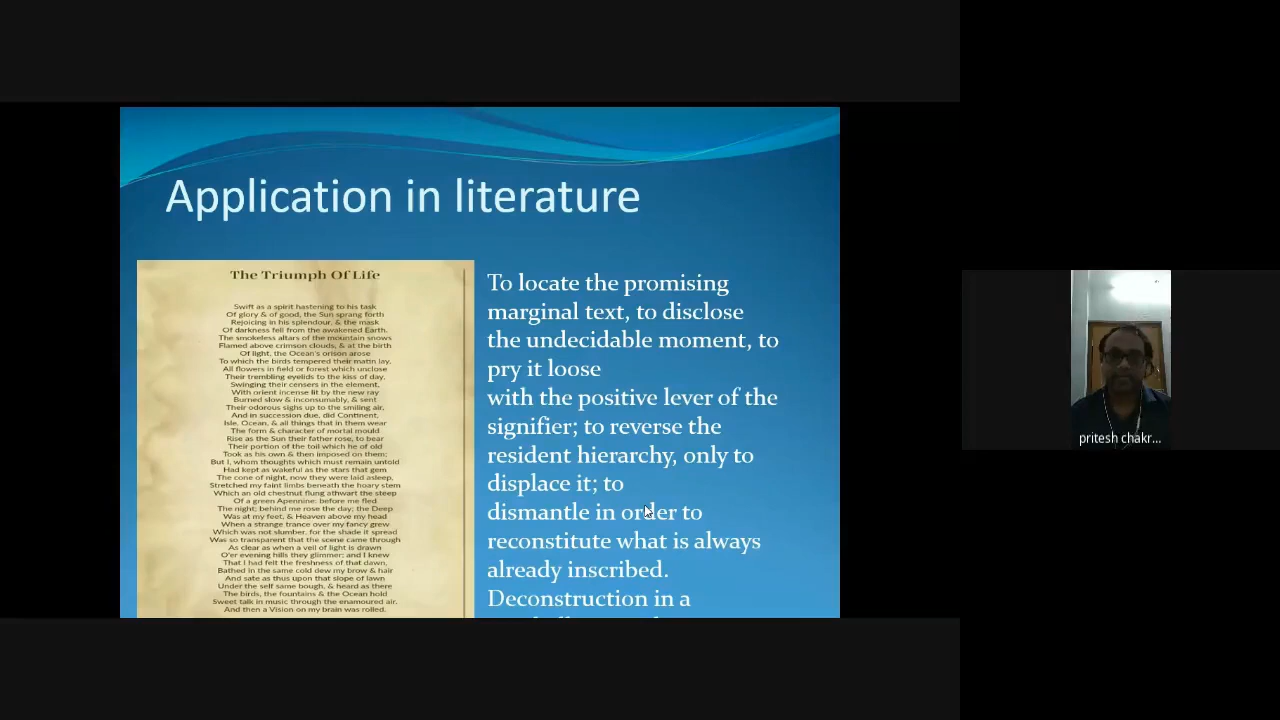 Application in literature
The Triumph Of Life
Swift as a spirit hastening to his task
Of glory & of good, the Sun sprang forth
Rejoicing in his splendour, & the mask
Of darkness fell from the awakened Earth.
The smokeless altars of the mountain snows
Flamed above crimson clouds, & at the birth
Of light, the Ocean's orison arose
To which the birds tempered their matin lay,
All flowers in field or forest which unclose
Their trembling eyelids to the kiss of day,
Swinging their censers in the element,
With orient incense lit by the new ray
Burned slow & inconsumably, & sent
Their odorous sighs up to the smiling air,
And in succession due, did Continent,
Isle, Ocean, & all things that in them wear
The form & character of mortal mould
Rise as the Sun their father rose, to bear
Their portion of the toil which he of old
Took as his own & then imposed on them;
But I, whom thoughts which must remain untold
Had kept as wakeful as the stars that gem
The cone of night, now they were laid asleep,
Stretched my faint limbs beneath the hoary stem
Which an old chestnut flung athwart the steep
Of a green Apennine: before me fled
The night; behind me rose the day; the Deep
Was at my feet, & Heaven above my head
When a strange trance over my fancy grew
Which was not slumber, for the shade it spread
Was so transparent that the scene came through
As clear as when a veil of light is drawn
O'er evening hills they glimmer; and I knew
That I had felt the freshness of that dawn,
Bathed in the same cold dew my brow & hair
And sate as thus upon that slope of lawn
Under the self same bough, & heard as there
The birds, the fountains & the Ocean hold
Sweet talk in music through the enamoured air.
And then a Vision on my brain was rolled.
To locate the promising
marginal text, to disclose
the undecidable moment, to
pry it loose
with the positive lever of the
signifier; to reverse the
resident hierarchy, only to
displace it; to
dismantle in order to
reconstitute what is always
already inscribed.
Deconstruction in a
pritesh chakr...